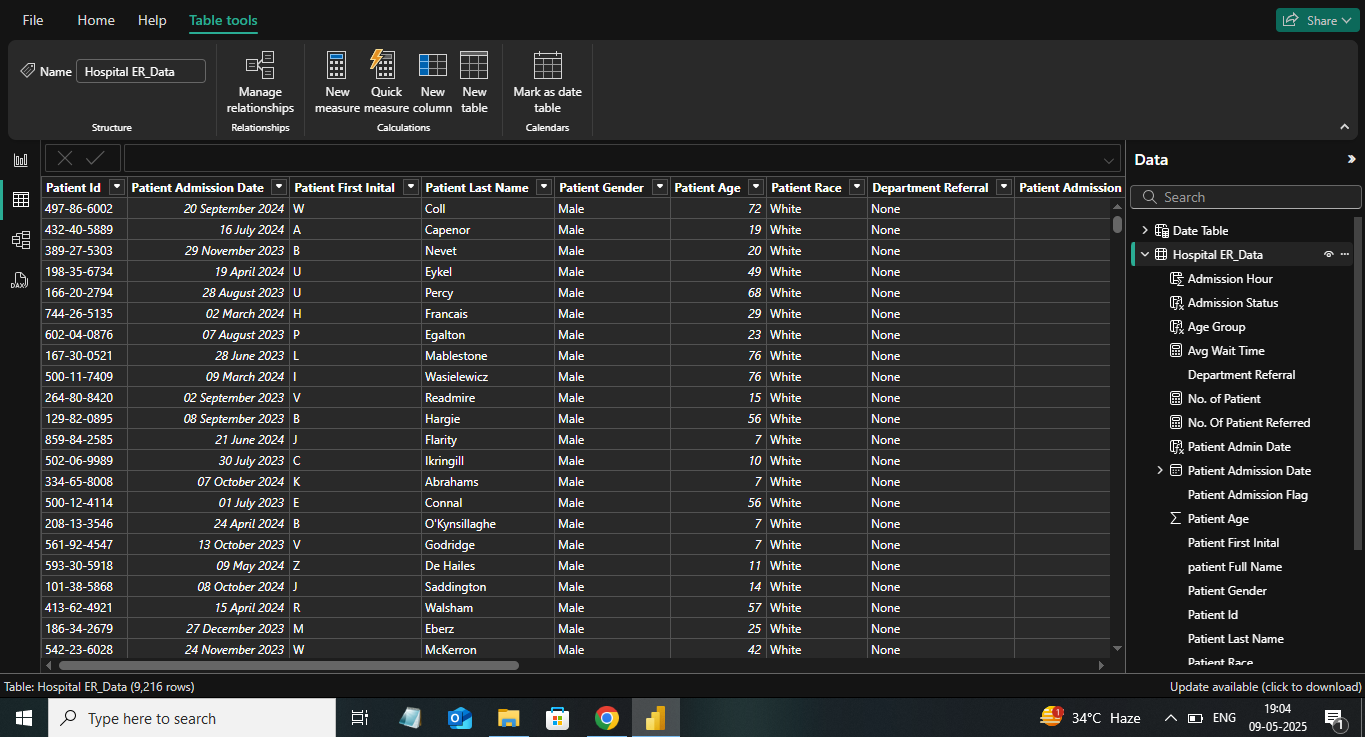 File Home Help Table tools Share
Name Hospital ER_Data
Manage relationships
New measure
Quick measure
New column
New table
Mark as date table
Structure Relationships Calculations Calendars
Data
Search
Patient Id Patient Admission Date Patient First Inital Patient Last Name Patient Gender Patient Age Patient Race Department Referral Patient Admission
497-86-6002 20 September 2024 W Coll Male 72 White None
432-40-5889 16 July 2024 A Capenor Male 19 White None
389-27-5303 29 November 2023 B Nevet Male 20 White None
198-35-6734 19 April 2024 U Eykel Male 49 White None
166-20-2794 28 August 2023 U Percy Male 68 White None
744-26-5135 02 March 2024 H Francais Male 29 White None
602-04-0876 07 August 2023 P Egalton Male 23 White None
167-30-0521 28 June 2023 L Mablestone Male 76 White None
500-11-7409 09 March 2024 I Wasielewicz Male 76 White None
264-80-8420 02 September 2023 V Readmire Male 15 White None
129-82-0895 08 September 2023 B Hargie Male 56 White None
859-84-2585 21 June 2024 J Flarity Male 7 White None
502-06-9989 30 July 2023 C Ikringill Male 10 White None
334-65-8008 07 October 2024 K Abrahams Male 7 White None
500-12-4114 01 July 2023 E Connal Male 56 White None
208-13-3546 24 April 2024 B O'Kynsillaghe Male 7 White None
561-92-4547 13 October 2023 V Godridge Male 7 White None
593-30-5918 09 May 2024 Z De Hailes Male 11 White None
101-38-5868 08 October 2024 J Saddington Male 14 White None
413-62-4921 15 April 2024 R Walsham Male 57 White None
186-34-2679 27 December 2023 M Eberz Male 25 White None
542-23-6028 24 November 2023 W McKerron Male 42 White None
Date Table
Hospital ER_Data
Admission Hour
Admission Status
Age Group
Avg Wait Time
Department Referral
No. of Patient
No. Of Patient Referred
Patient Admin Date
Patient Admission Date
Patient Admission Flag
Patient Age
Patient First Inital
patient Full Name
Patient Gender
Patient Id
Patient Last Name
Patient Race
DAX
Table: Hospital ER_Data (9,216 rows) Update available (click to download)
Type here to search 1 34°C Haze ENG 19:04
09-05-2025 1